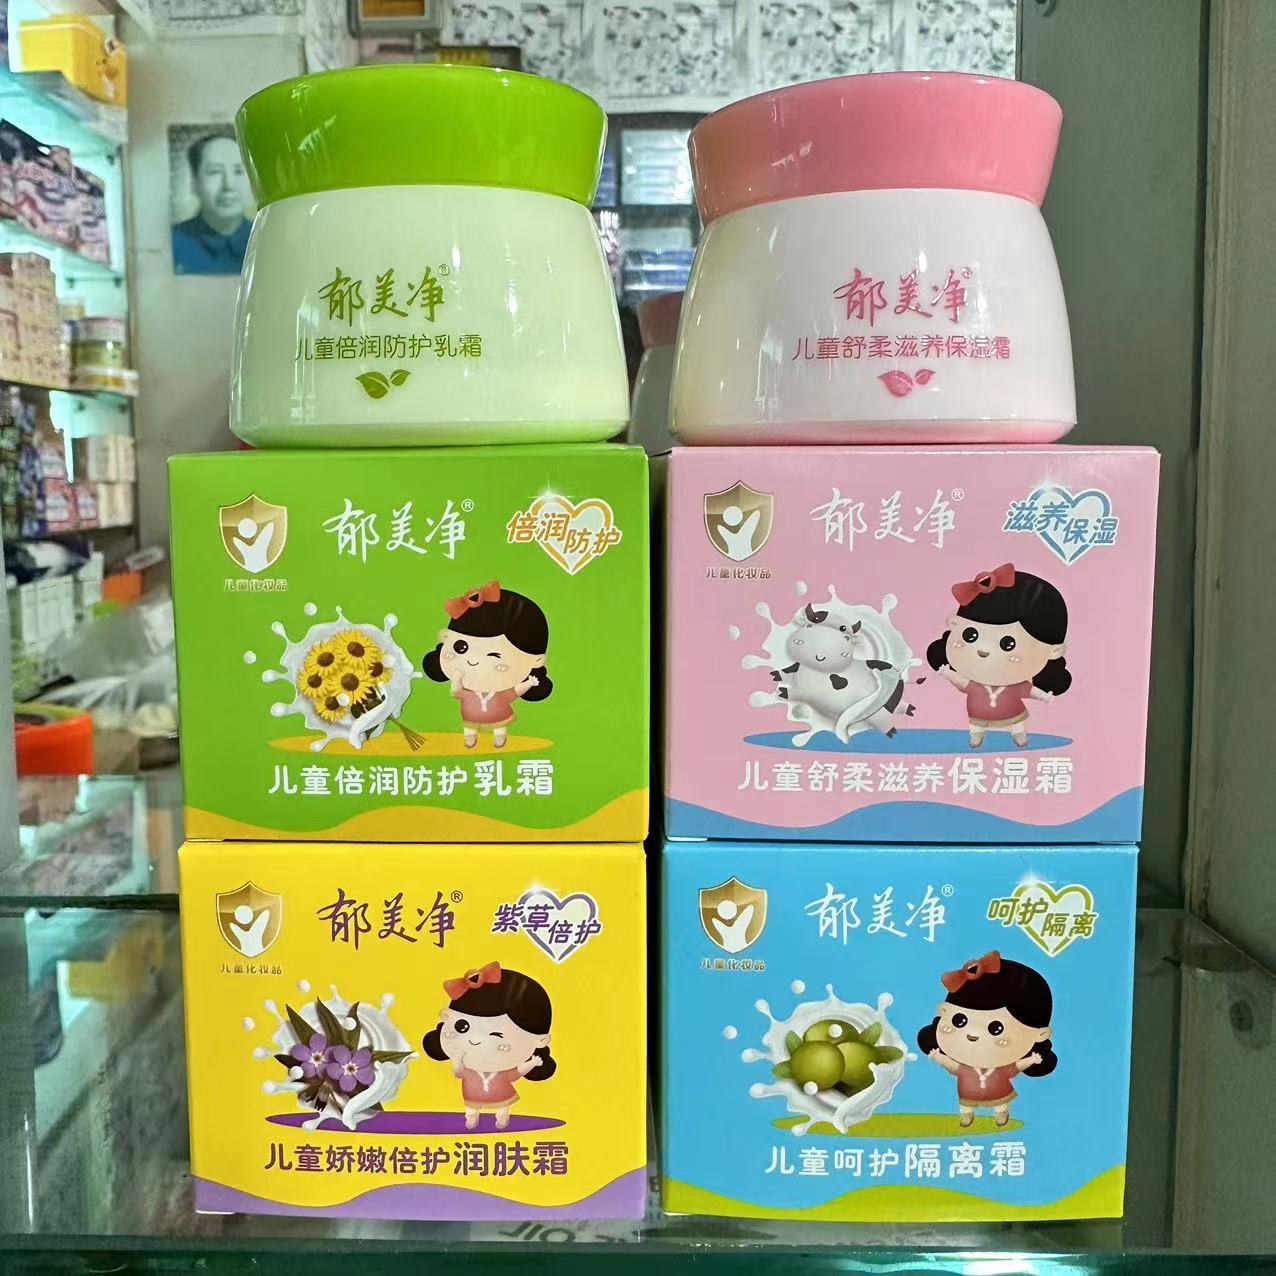 郁美净®
儿童倍润防护乳霜
郁美净®
儿童舒柔滋养保湿霜
郁美净®
倍润防护
儿童化妆品
儿童倍润防护乳霜
郁美净®
滋养保湿
儿童化妆品
儿童舒柔滋养保湿霜
郁美净®
紫草倍护
儿童化妆品
儿童娇嫩倍护润肤霜
郁美净®
呵护隔离
儿童化妆品
儿童呵护隔离霜